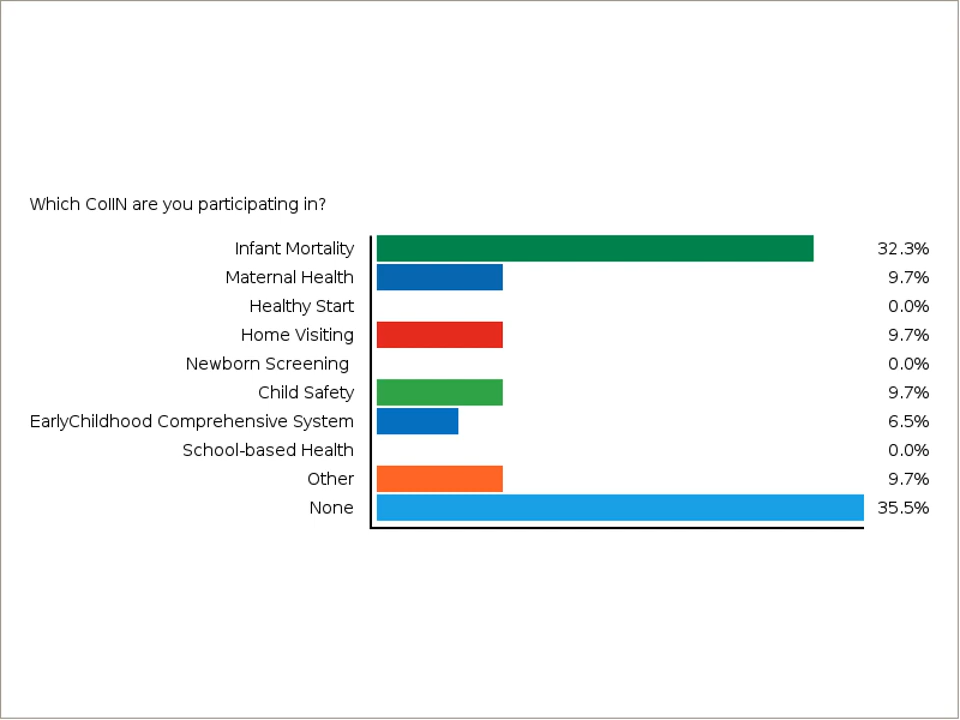 Which CoIIN are you participating in?
Infant Mortality 32.3%
Maternal Health 9.7%
Healthy Start 0.0%
Home Visiting 9.7%
Newborn Screening 0.0%
Child Safety 9.7%
EarlyChildhood Comprehensive System 6.5%
School-based Health 0.0%
Other 9.7%
None 35.5%